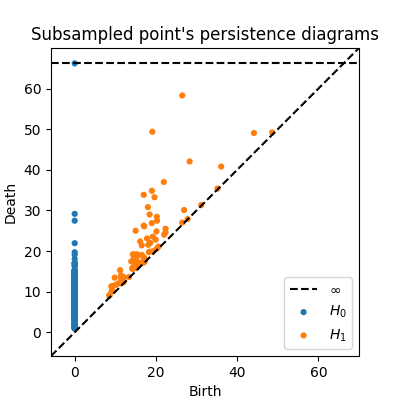 Subsampled point's persistence diagrams
60
50
40
30
20
10
0
Death
0 20 40 60
Birth
∞
H₀
H₁